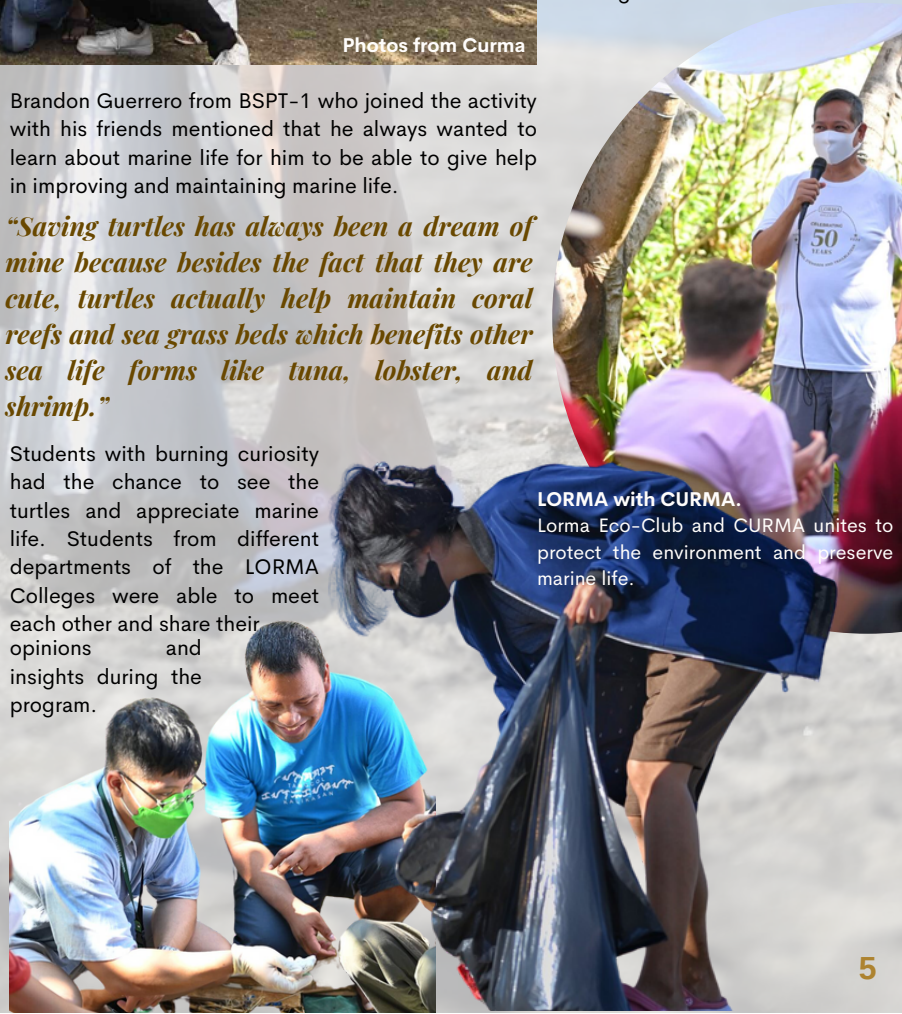 Photos from Curma
Brandon Guerrero from BSPT-1 who joined the activity
with his friends mentioned that he always wanted to
learn about marine life for him to be able to give help
in improving and maintaining marine life.
“Saving turtles has always been a dream of
mine because besides the fact that they are
cute, turtles actually help maintain coral
reefs and sea grass beds which benefits other
sea life forms like tuna, lobster, and
shrimp.”
Students with burning curiosity
had the chance to see the
turtles and appreciate marine
life. Students from different
departments of the LORMA
Colleges were able to meet
each other and share their
opinions and
insights during the
program.
CURMA
CELEBRATING
50
YEARS
LORMA with CURMA.
Lorma Eco-Club and CURMA unites to
protect the environment and preserve
marine life.
5